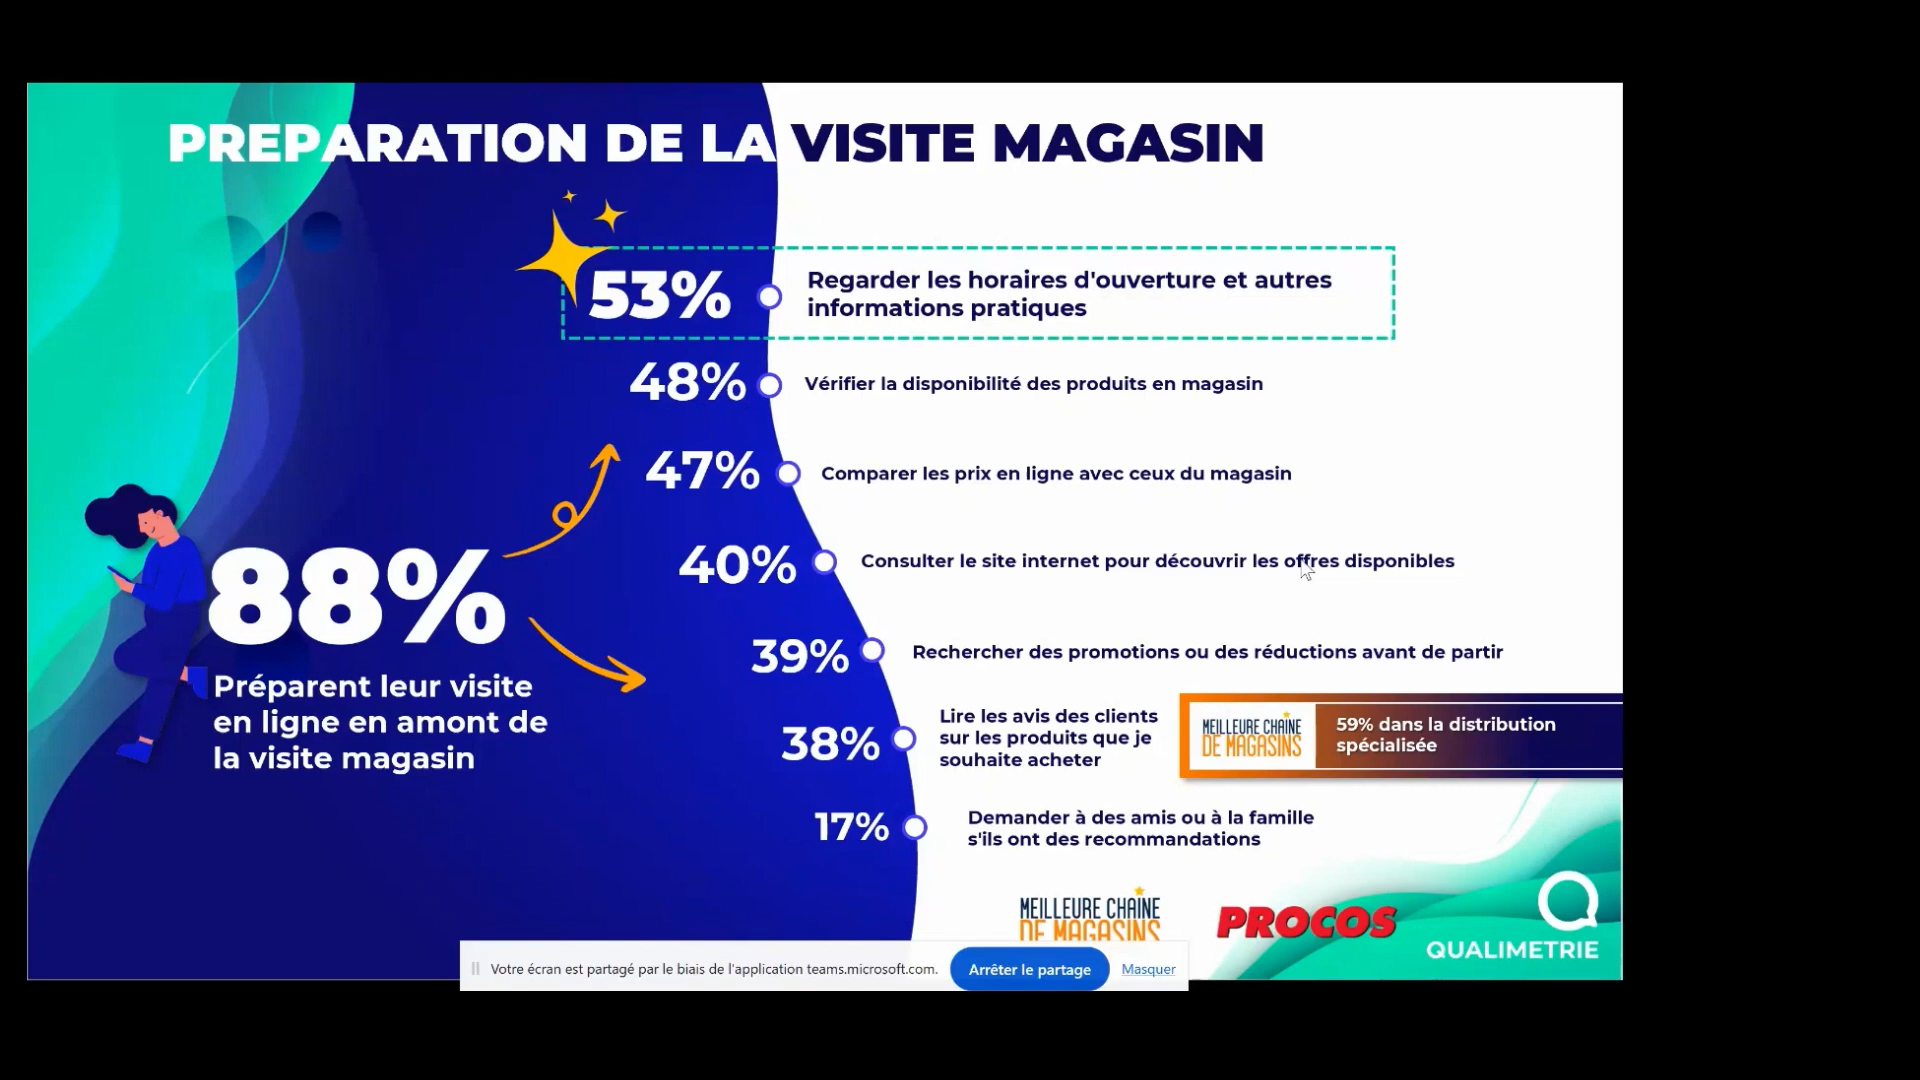 PREPARATION DE LA VISITE MAGASIN
53%
Regarder les horaires d'ouverture et autres
informations pratiques
48%
Vérifier la disponibilité des produits en magasin
47%
Comparer les prix en ligne avec ceux du magasin
40%
Consulter le site internet pour découvrir les offres disponibles
88%
Préparent leur visite
en ligne en amont de
la visite magasin
39%
Rechercher des promotions ou des réductions avant de partir
38%
Lire les avis des clients
sur les produits que je
souhaite acheter
MEILLEURE CHAÎNE
DE MAGASINS
59% dans la distribution
spécialisée
17%
Demander à des amis ou à la famille
s'ils ont des recommandations
MEILLEURE CHAÎNE
DE MAGASINS
PROCOS
QUALIMETRIE
Votre écran est partagé par le biais de l'application teams.microsoft.com.
Arrêter le partage
Masquer